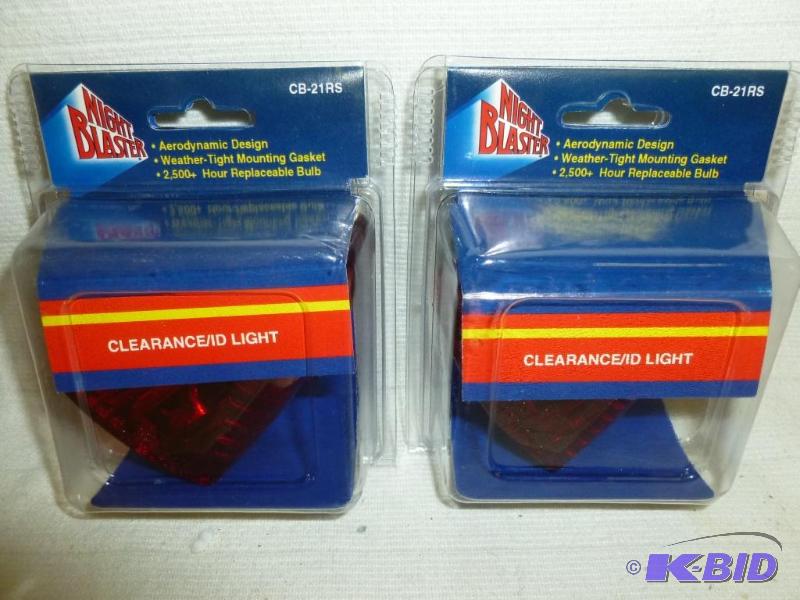 CB-21RS
NIGHT
BLASTER
• Aerodynamic Design
• Weather-Tight Mounting Gasket
• 2,500+ Hour Replaceable Bulb
CLEARANCE/ID LIGHT
CB-21RS
NIGHT
BLASTER
• Aerodynamic Design
• Weather-Tight Mounting Gasket
• 2,500+ Hour Replaceable Bulb
CLEARANCE/ID LIGHT
© K-BID